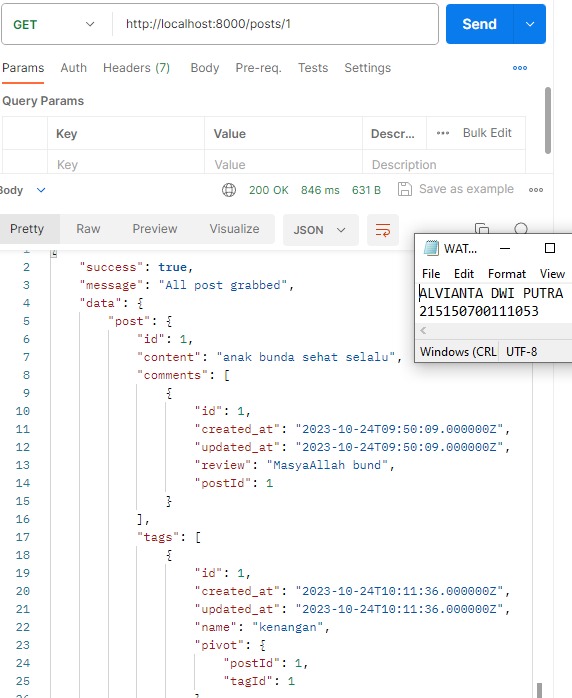 GET http://localhost:8000/posts/1 Send
Params Auth Headers (7) Body Pre-req. Tests Settings
Query Params
Key Value Descr... Bulk Edit
Key Value Description
Body 200 OK 846 ms 631 B Save as example
Pretty Raw Preview Visualize JSON
1 {
2 "success": true,
3 "message": "All post grabbed",
4 "data": {
5 "post": {
6 "id": 1,
7 "content": "anak bunda sehat selalu",
8 "comments": [
9 {
10 "id": 1,
11 "created_at": "2023-10-24T09:50:09.000000Z",
12 "updated_at": "2023-10-24T09:50:09.000000Z",
13 "review": "MasyaAllah bund",
14 "postId": 1
15 }
16 ],
17 "tags": [
18 {
19 "id": 1,
20 "created_at": "2023-10-24T10:11:36.000000Z",
21 "updated_at": "2023-10-24T10:11:36.000000Z",
22 "name": "kenangan",
23 "pivot": {
24 "postId": 1,
25 "tagId": 1
WAT...
File Edit Format View
ALVIANTA DWI PUTRA
215150700111053
Windows (CRL UTF-8